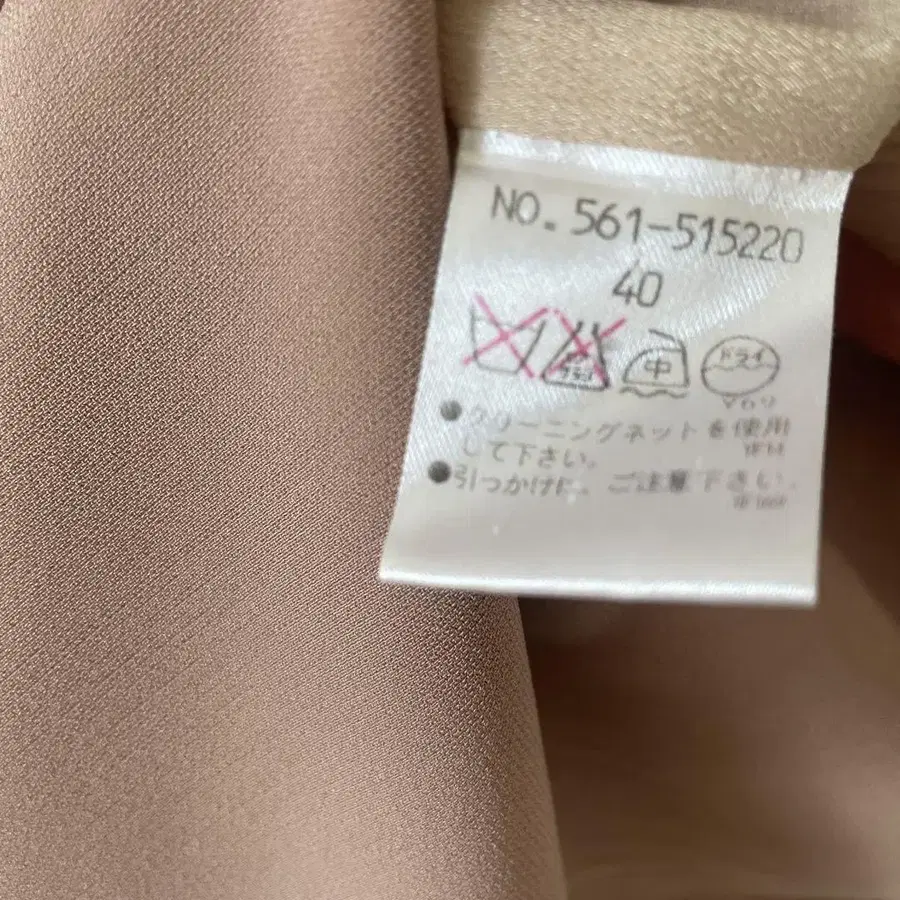 NO. 561-515220
40
中 ドライ
●クリーニングネットを使用
して下さい。
●引っかけに、ご注意下さい。